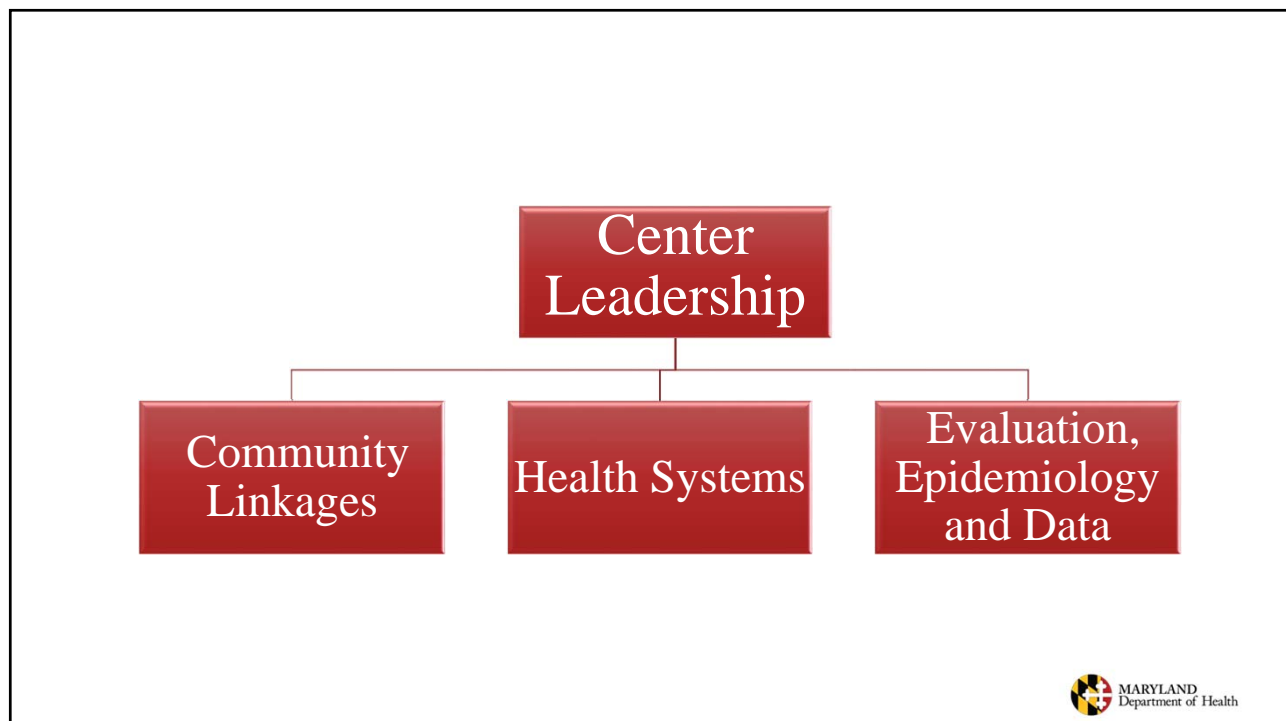 Center
Leadership
Community
Linkages
Health Systems
Evaluation,
Epidemiology
and Data
MARYLAND
Department of Health